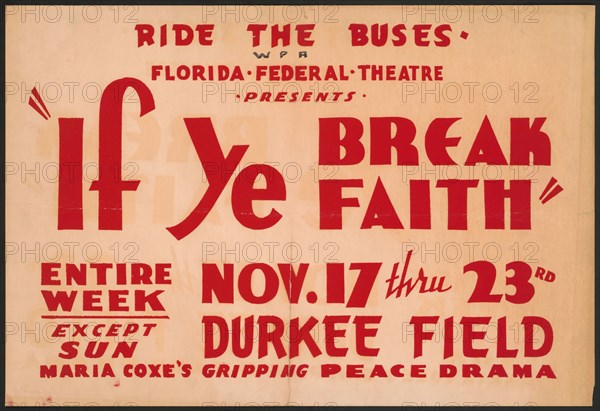 RIDE THE BUSES.
WPA
FLORIDA·FEDERAL·THEATRE
·PRESENTS·
"If Ye BREAK FAITH"
ENTIRE WEEK
EXCEPT SUN
NOV. 17 thru 23RD
DURKEE FIELD
MARIA COXE'S GRIPPING PEACE DRAMA
PHOTO12